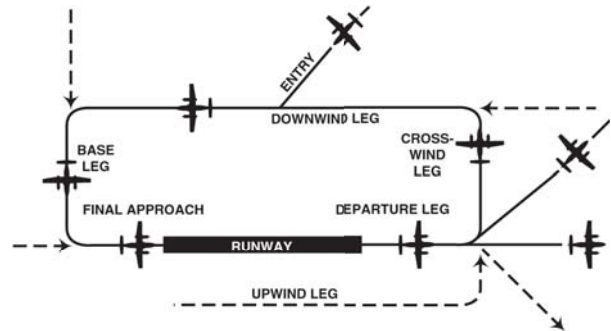 ENTRY
DOWNWIND LEG
CROSS-
WIND
LEG
BASE
LEG
FINAL APPROACH
DEPARTURE LEG
RUNWAY
UPWIND LEG